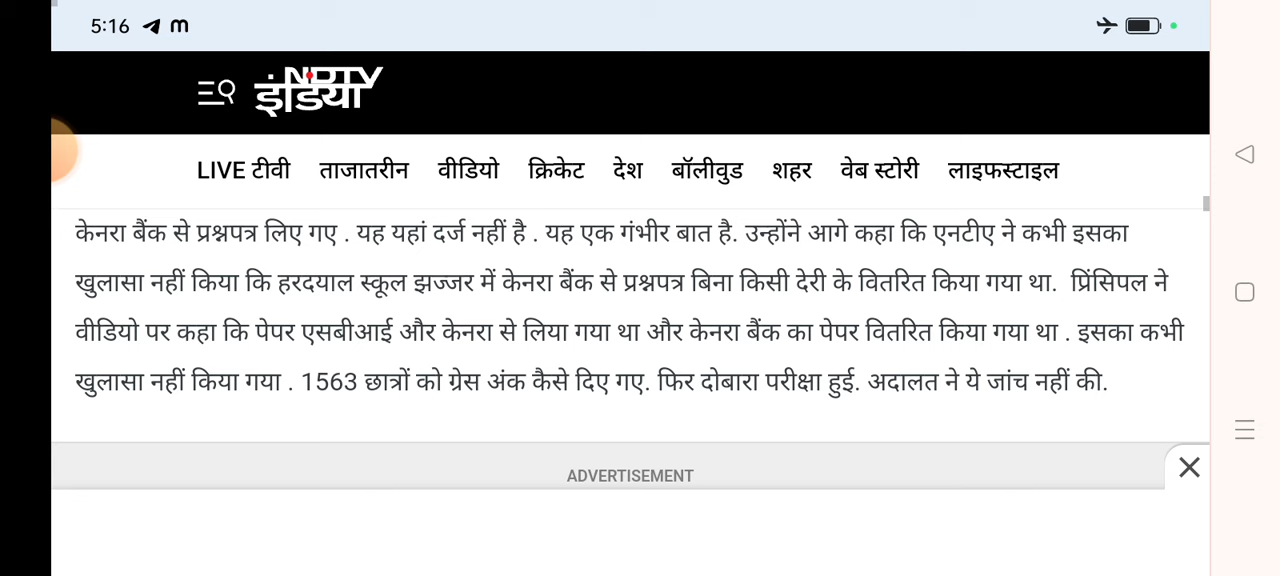 5:16
NDTV
इंडिया
LIVE टीवी ताजातरीन वीडियो क्रिकेट देश बॉलीवुड शहर वेब स्टोरी लाइफस्टाइल
केनरा बैंक से प्रश्नपत्र लिए गए . यह यहां दर्ज नहीं है . यह एक गंभीर बात है. उन्होंने आगे कहा कि एनटीए ने कभी इसका
खुलासा नहीं किया कि हरदयाल स्कूल झज्जर में केनरा बैंक से प्रश्नपत्र बिना किसी देरी के वितरित किया गया था. प्रिंसिपल ने
वीडियो पर कहा कि पेपर एसबीआई और केनरा से लिया गया था और केनरा बैंक का पेपर वितरित किया गया था . इसका कभी
खुलासा नहीं किया गया . 1563 छात्रों को ग्रेस अंक कैसे दिए गए. फिर दोबारा परीक्षा हुई. अदालत ने ये जांच नहीं की.
ADVERTISEMENT